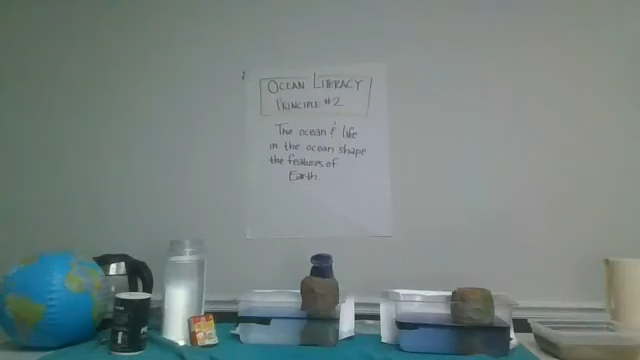 OCEAN LITERACY
PRINCIPLE #2
The ocean & life
in the ocean shape
the features of
Earth.